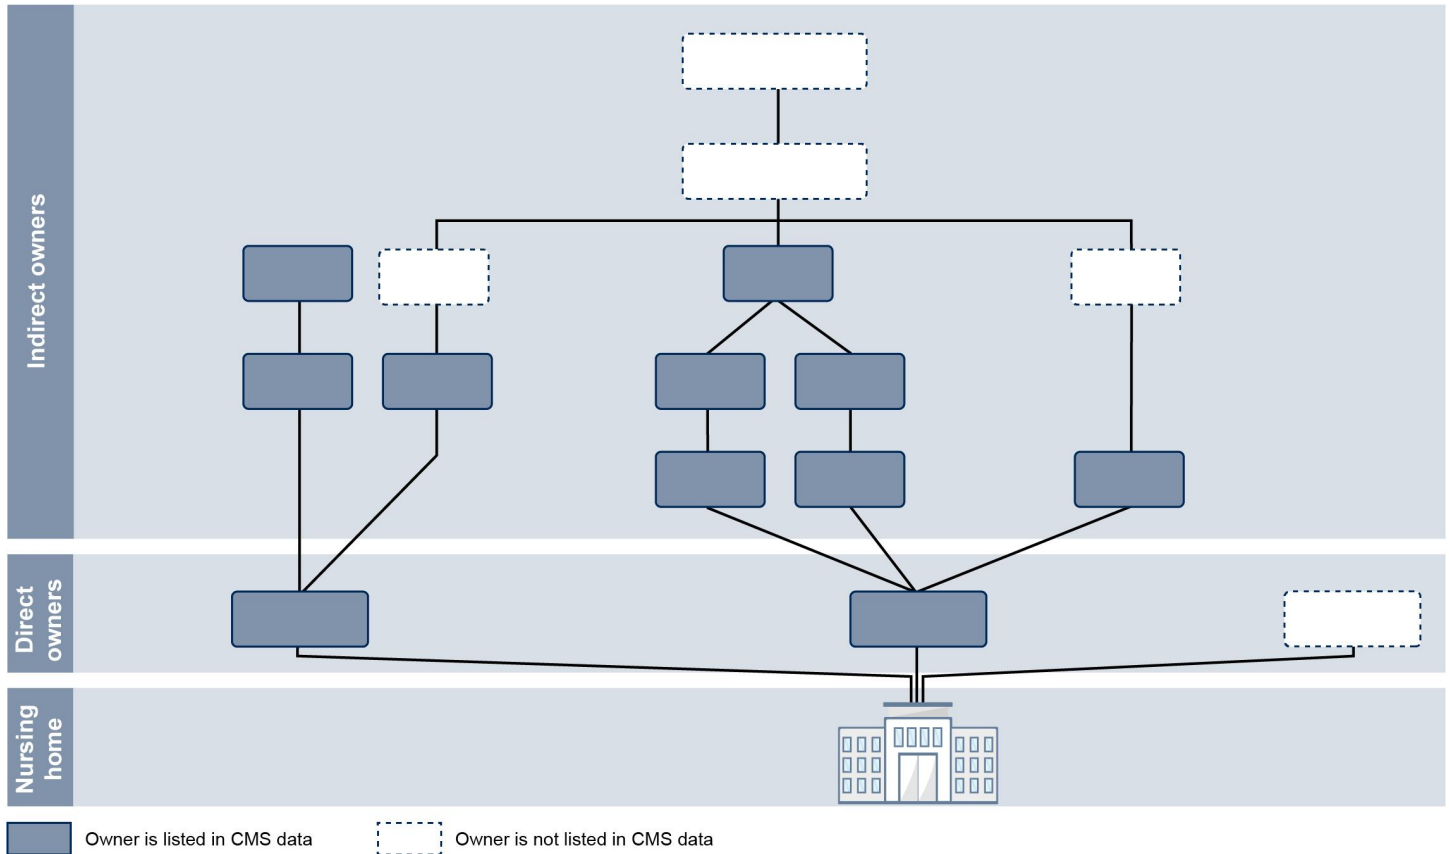 Indirect owners
Direct
owners
Nursing
home
Owner is listed in CMS data
Owner is not listed in CMS data